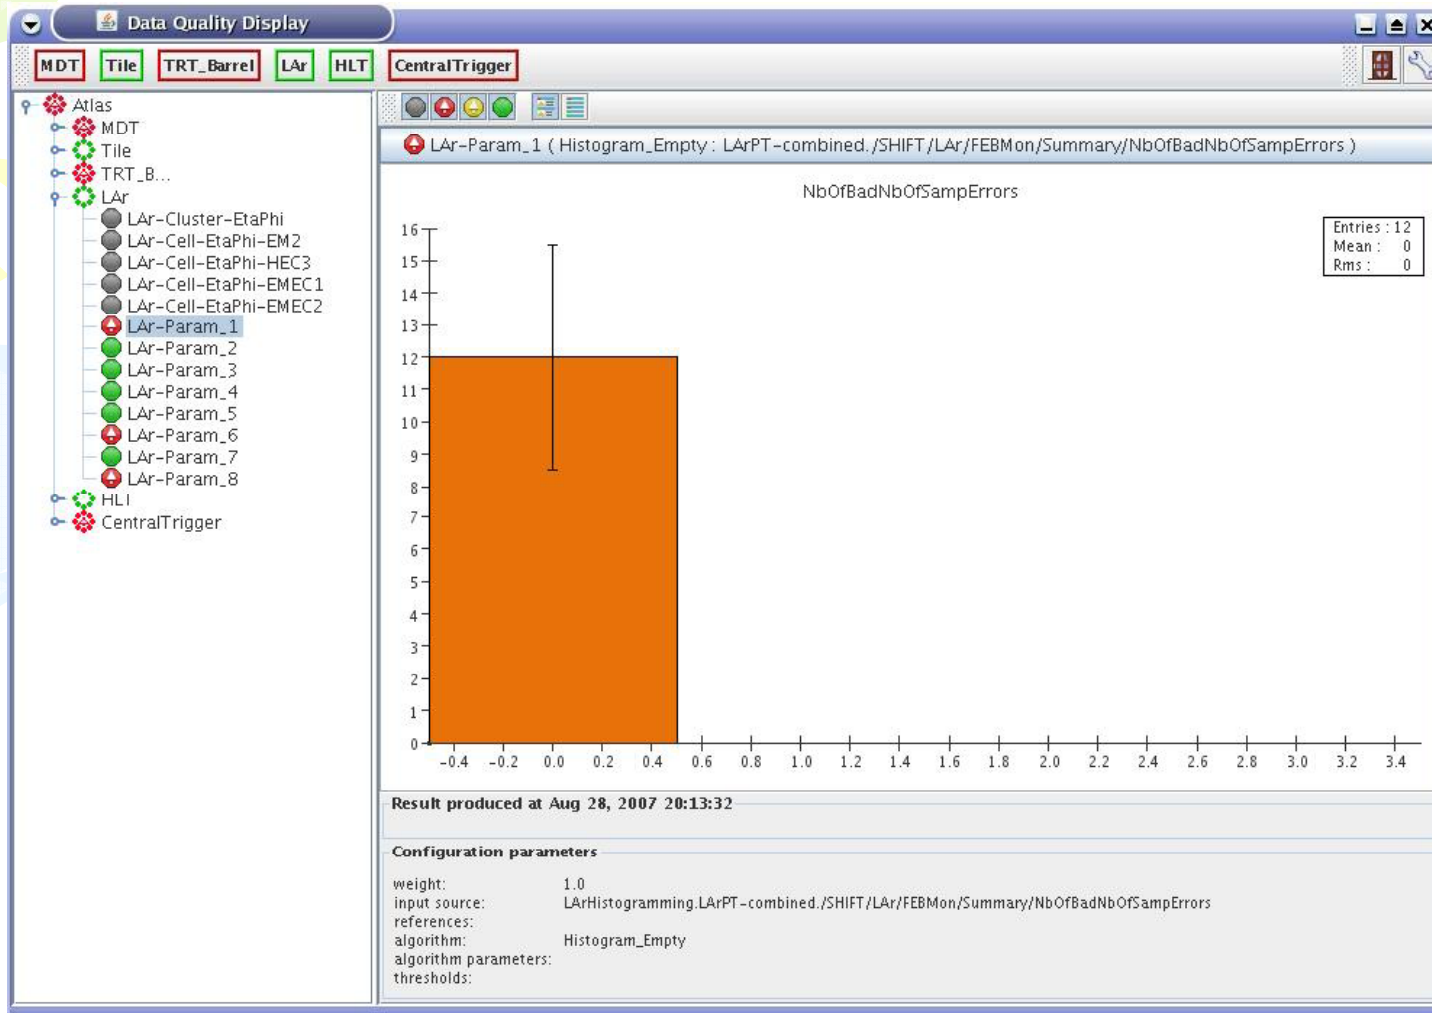 Data Quality Display
MDT Tile TRT_Barrel LAr HLT CentralTrigger
Atlas
MDT
Tile
TRT_B...
LAr
LAr-Cluster-EtaPhi
LAr-Cell-EtaPhi-EM2
LAr-Cell-EtaPhi-HEC3
LAr-Cell-EtaPhi-EMEC1
LAr-Cell-EtaPhi-EMEC2
LAr-Param_1
LAr-Param_2
LAr-Param_3
LAr-Param_4
LAr-Param_5
LAr-Param_6
LAr-Param_7
LAr-Param_8
HLT
CentralTrigger
LAr-Param_1 ( Histogram_Empty : LArPT-combined./SHIFT/LAr/FEBMon/Summary/NbOfBadNbOfSampErrors )
NbOfBadNbOfSampErrors
Entries : 12
Mean : 0
Rms : 0
16
15
14
13
12
11
10
9
8
7
6
5
4
3
2
1
0
-0.4 -0.2 0.0 0.2 0.4 0.6 0.8 1.0 1.2 1.4 1.6 1.8 2.0 2.2 2.4 2.6 2.8 3.0 3.2 3.4
Result produced at Aug 28, 2007 20:13:32
Configuration parameters
weight: 1.0
input source: LArHistogramming.LArPT-combined./SHIFT/LAr/FEBMon/Summary/NbOfBadNbOfSampErrors
references:
algorithm: Histogram_Empty
algorithm parameters:
thresholds: